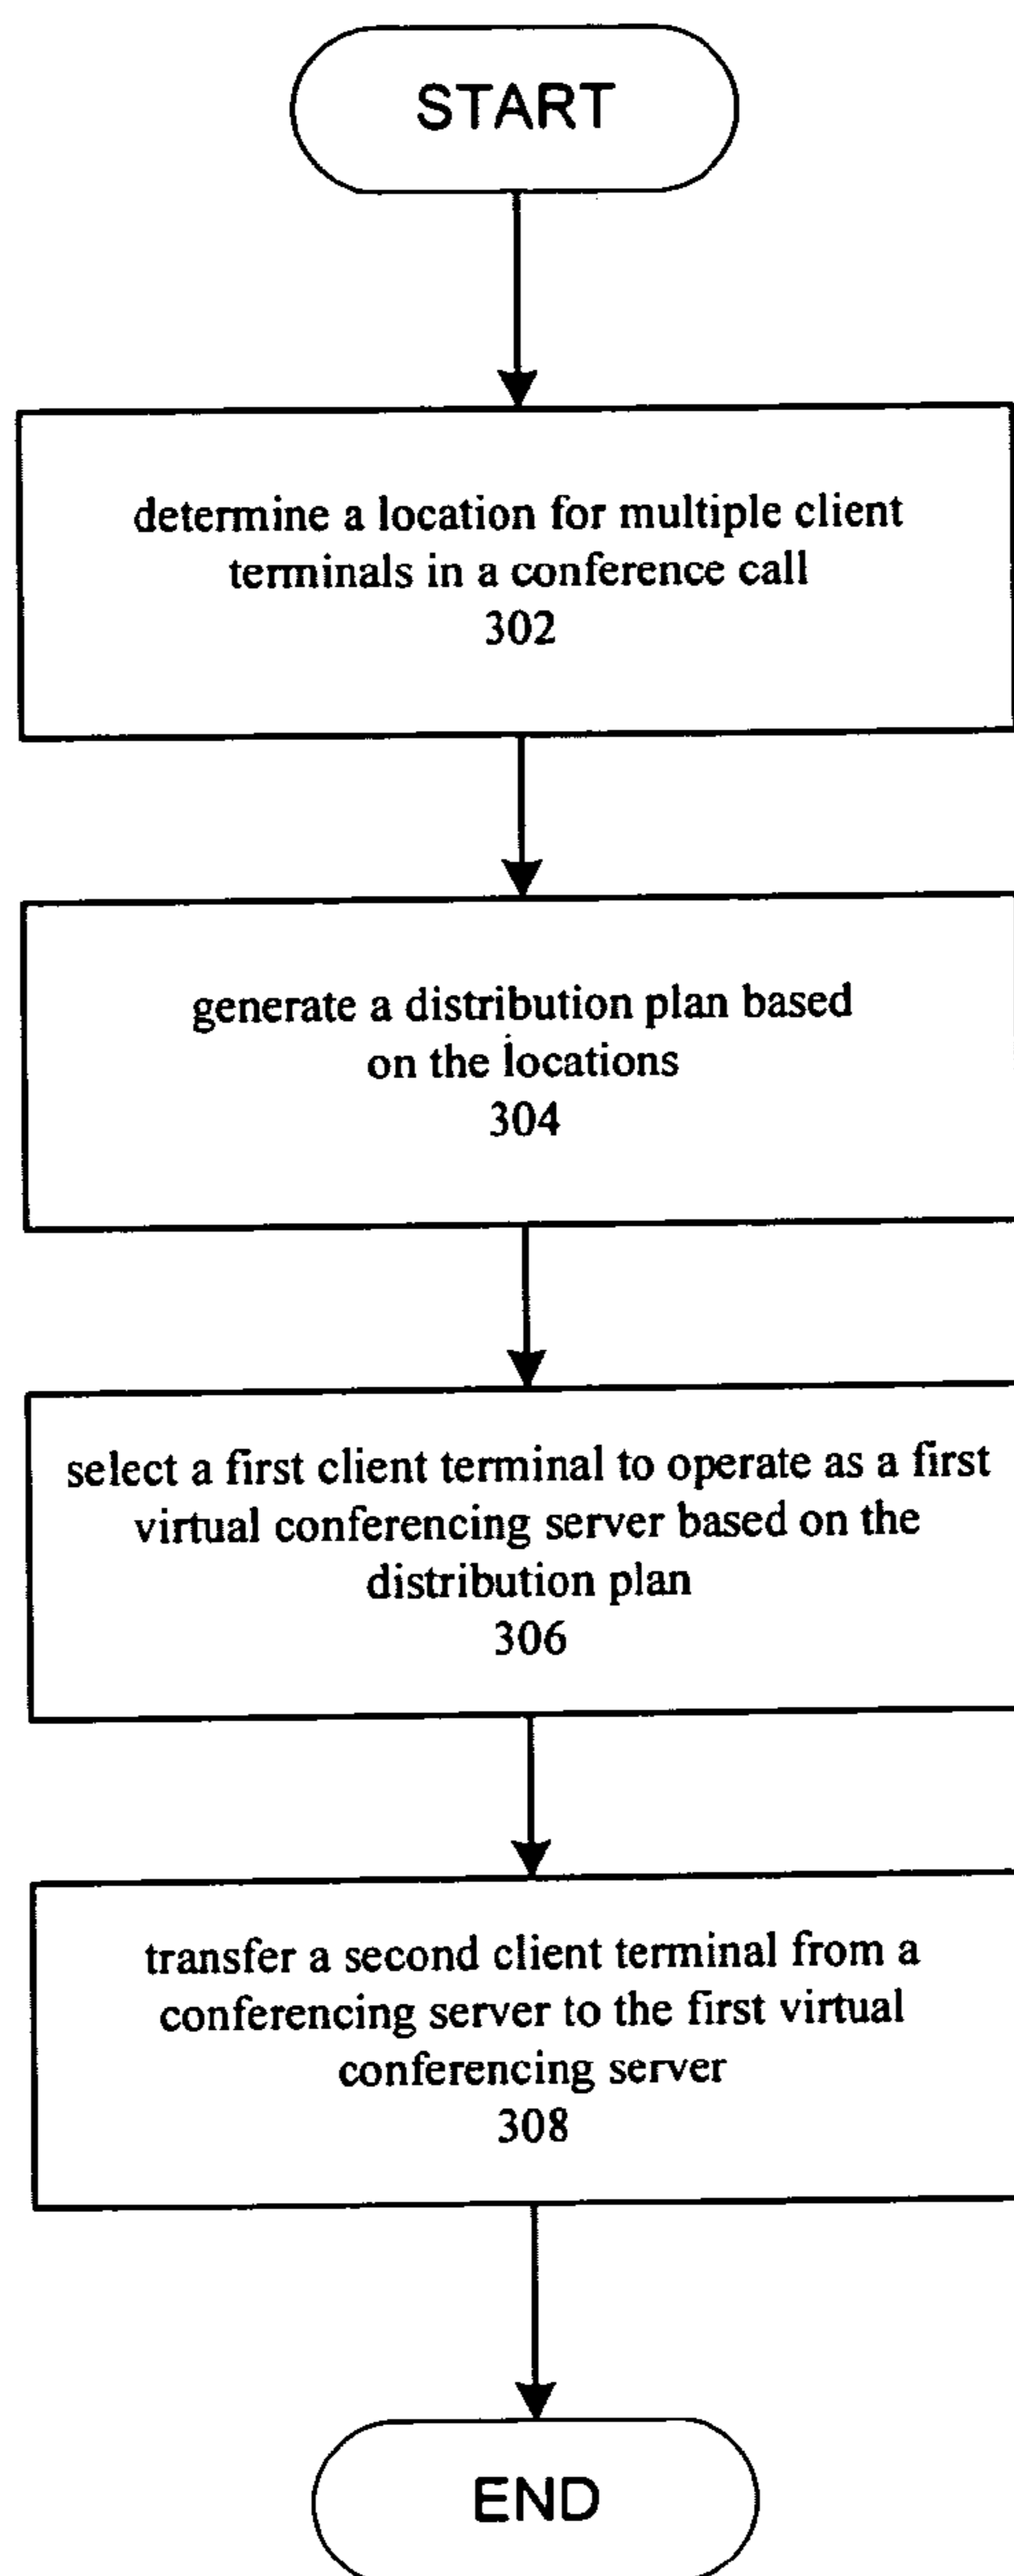 START
determine a location for multiple client
terminals in a conference call
302
generate a distribution plan based
on the locations
304
select a first client terminal to operate as a first
virtual conferencing server based on the
distribution plan
306
transfer a second client terminal from a
conferencing server to the first virtual
conferencing server
308
END